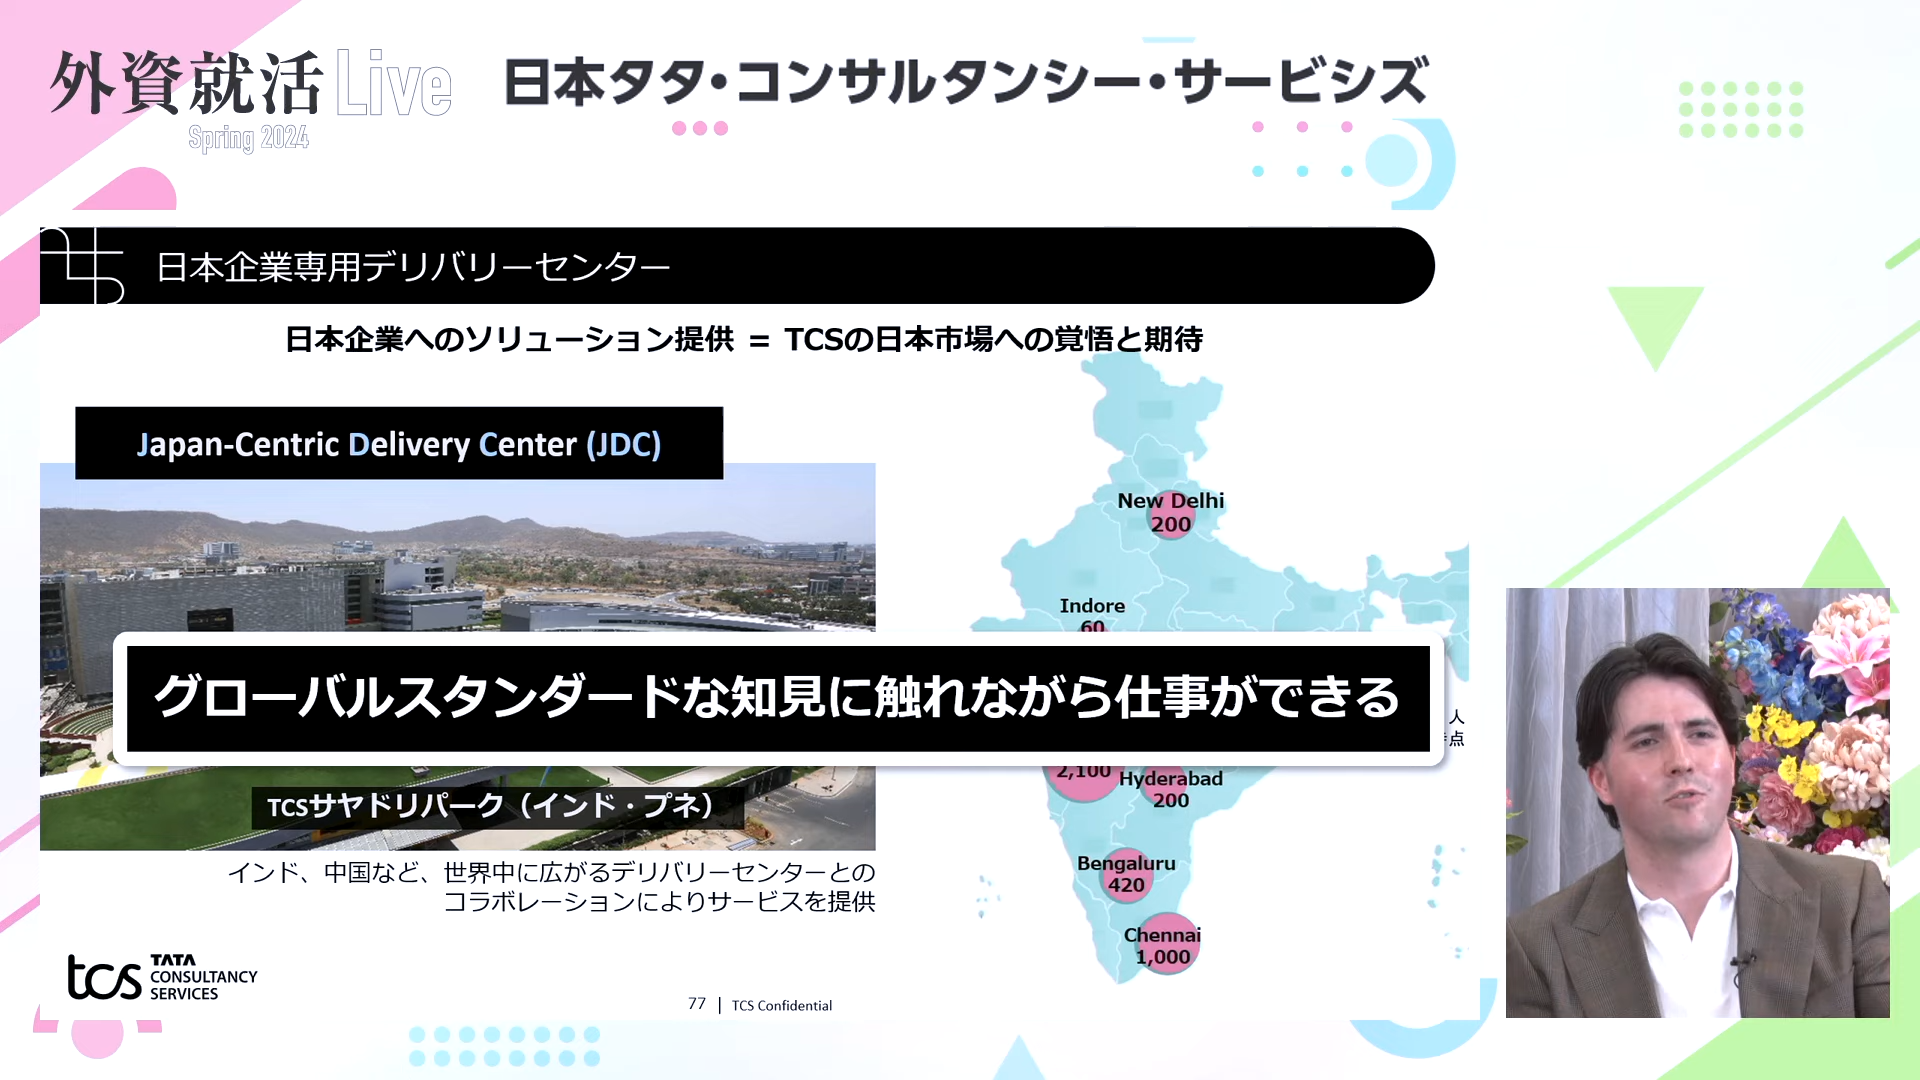 外資就活Live
Spring 2024
日本タタ・コンサルタンシー・サービシズ
日本企業専用デリバリーセンター
日本企業へのソリューション提供 = TCSの日本市場への覚悟と期待
Japan-Centric Delivery Center (JDC)
New Delhi
200
Indore
60
グローバルスタンダードな知見に触れながら仕事ができる
人
点
2,100
Hyderabad
200
TCSサヤドリパーク（インド・プネ）
Bengaluru
420
インド、中国など、世界中に広がるデリバリーセンターとの
コラボレーションによりサービスを提供
Chennai
1,000
tcs TATA
CONSULTANCY
SERVICES
77 | TCS Confidential